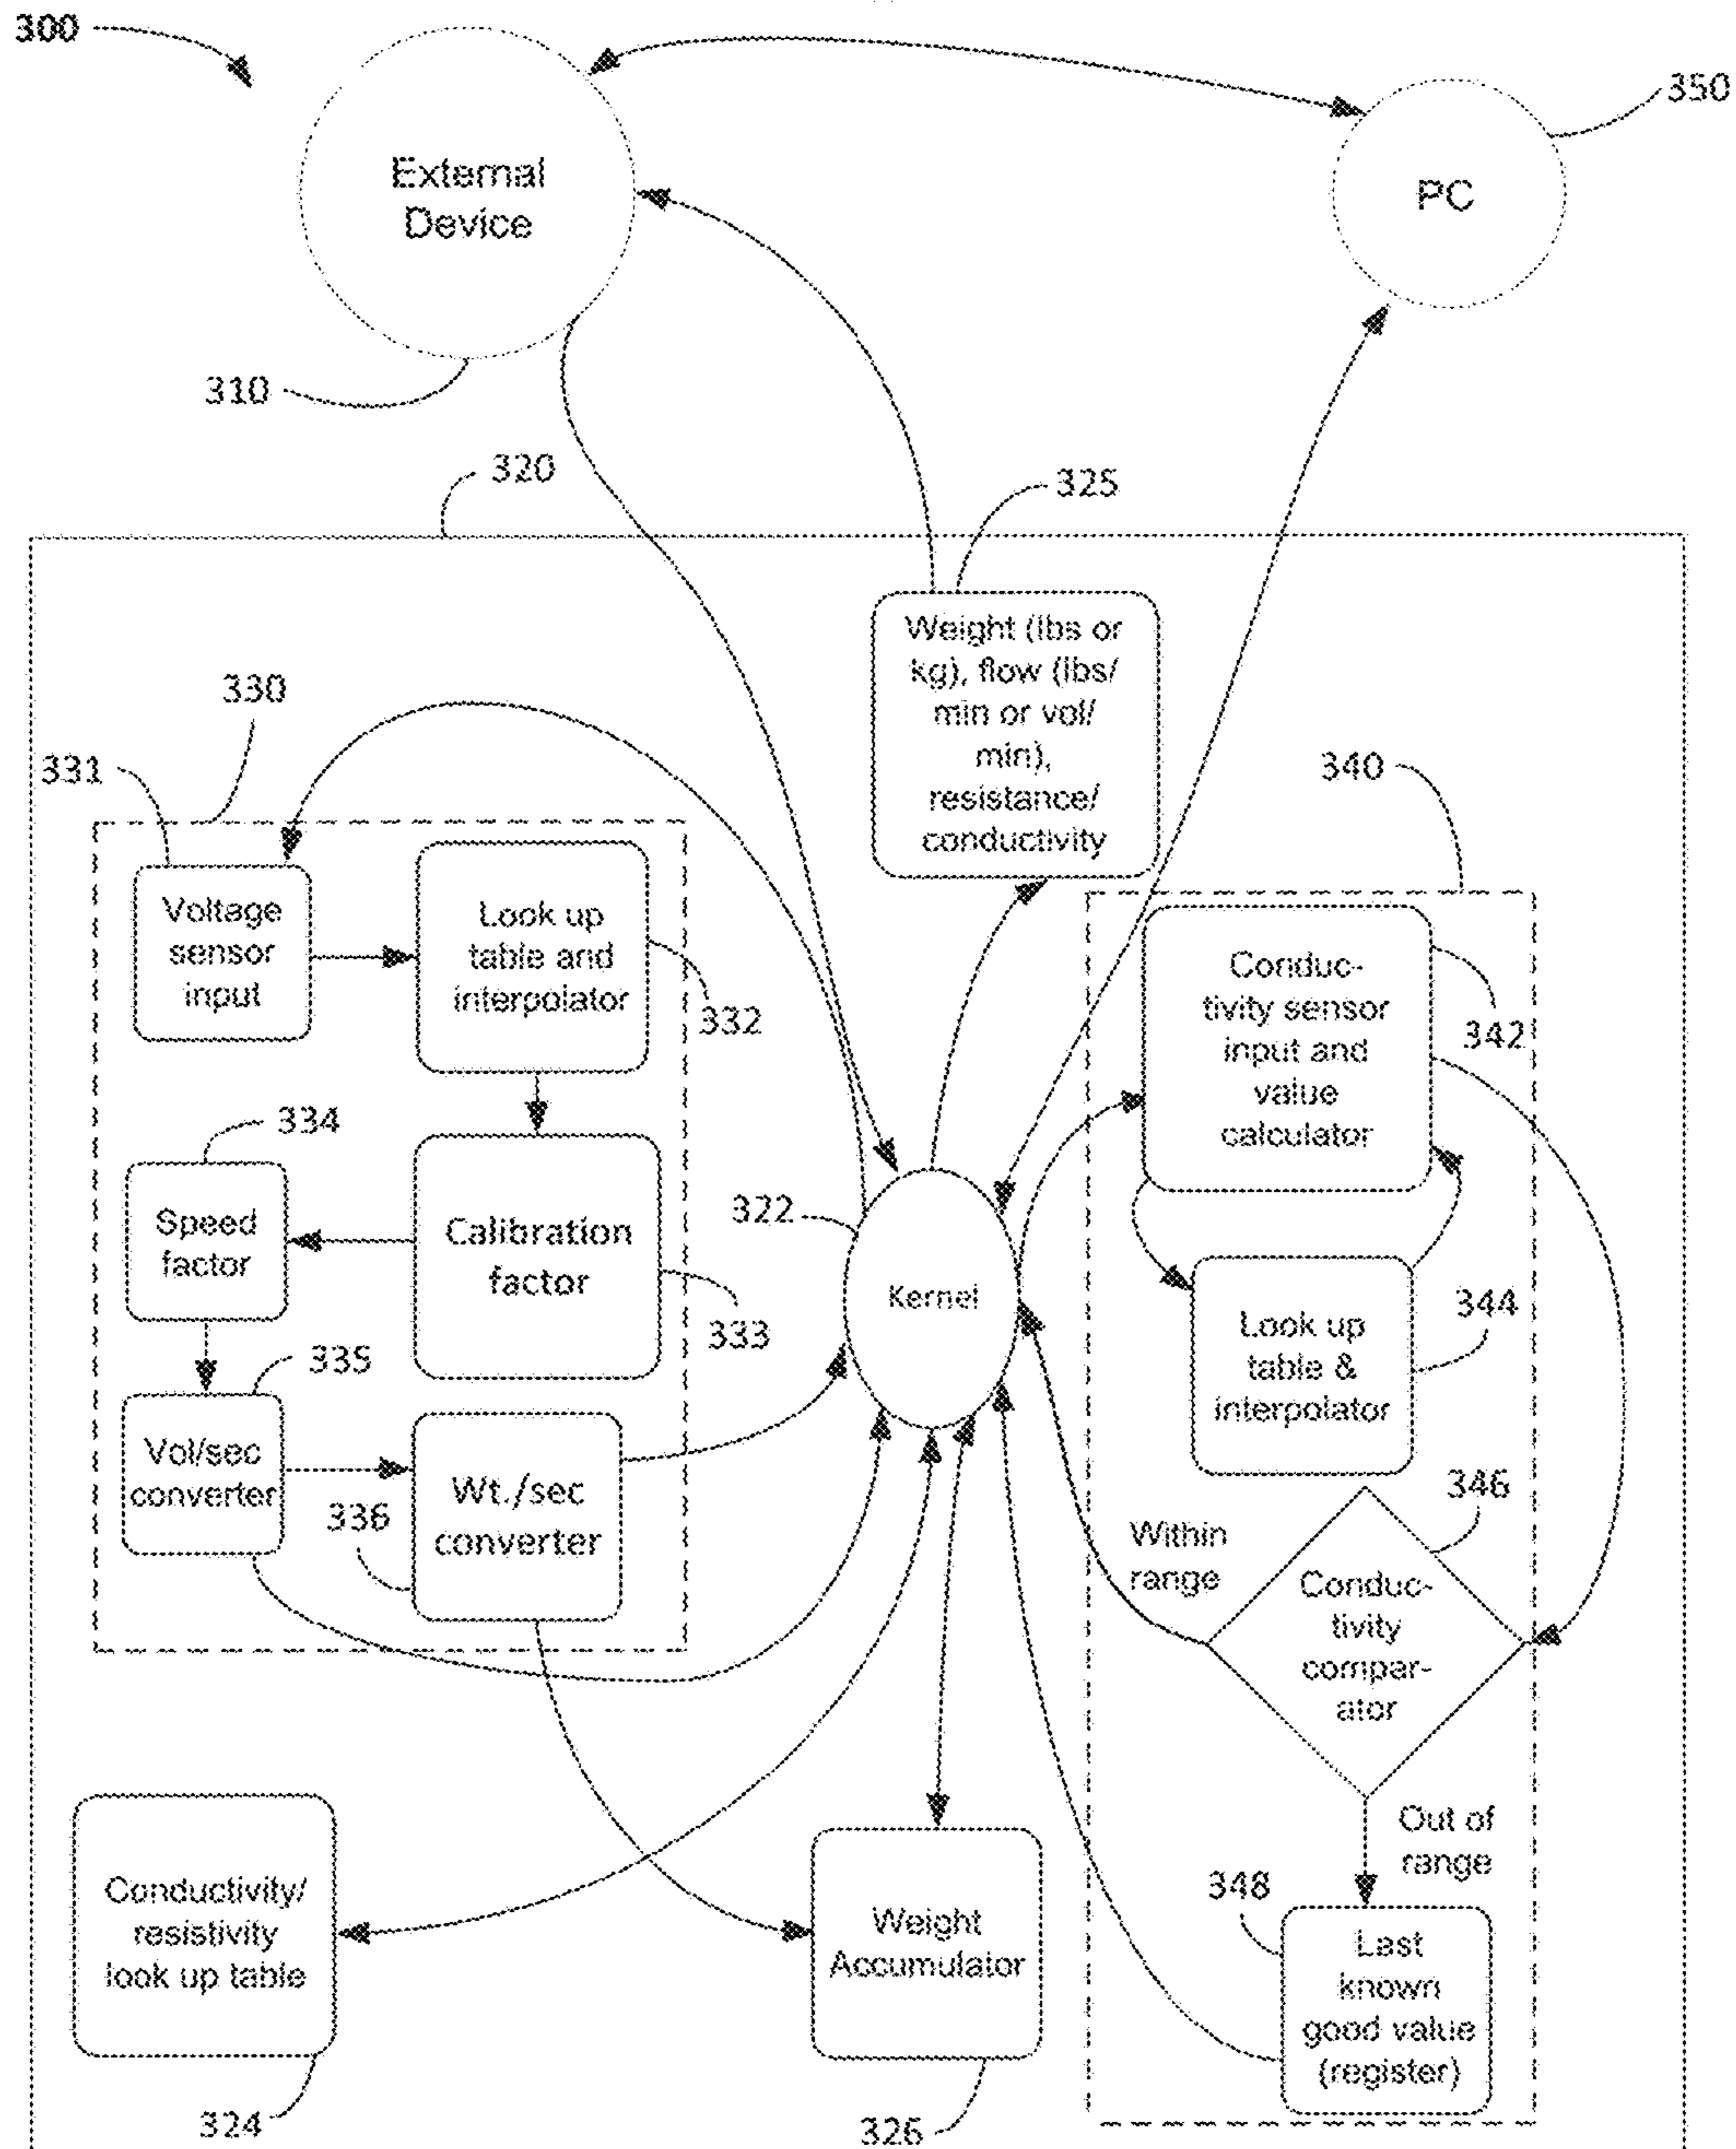 300
External
Device
PC
350
310
320
325
Weight (lbs or
kg), flow (lbs/
min or vol/
min),
resistance/
conductivity
330
331
340
Voltage
sensor
input
Look up
table and
interpolator
332
Conduc-
tivity sensor
input and
value
calculator
342
334
Speed
factor
Calibration
factor
333
322
Kernel
Look up
table &
interpolator
344
335
Vol/sec
converter
336
Wt./sec
converter
346
Within
range
Conduc-
tivity
compar-
ator
Out of
range
348
Last
known
good value
(register)
Conductivity/
resistivity
look up table
324
Weight
Accumulator
326